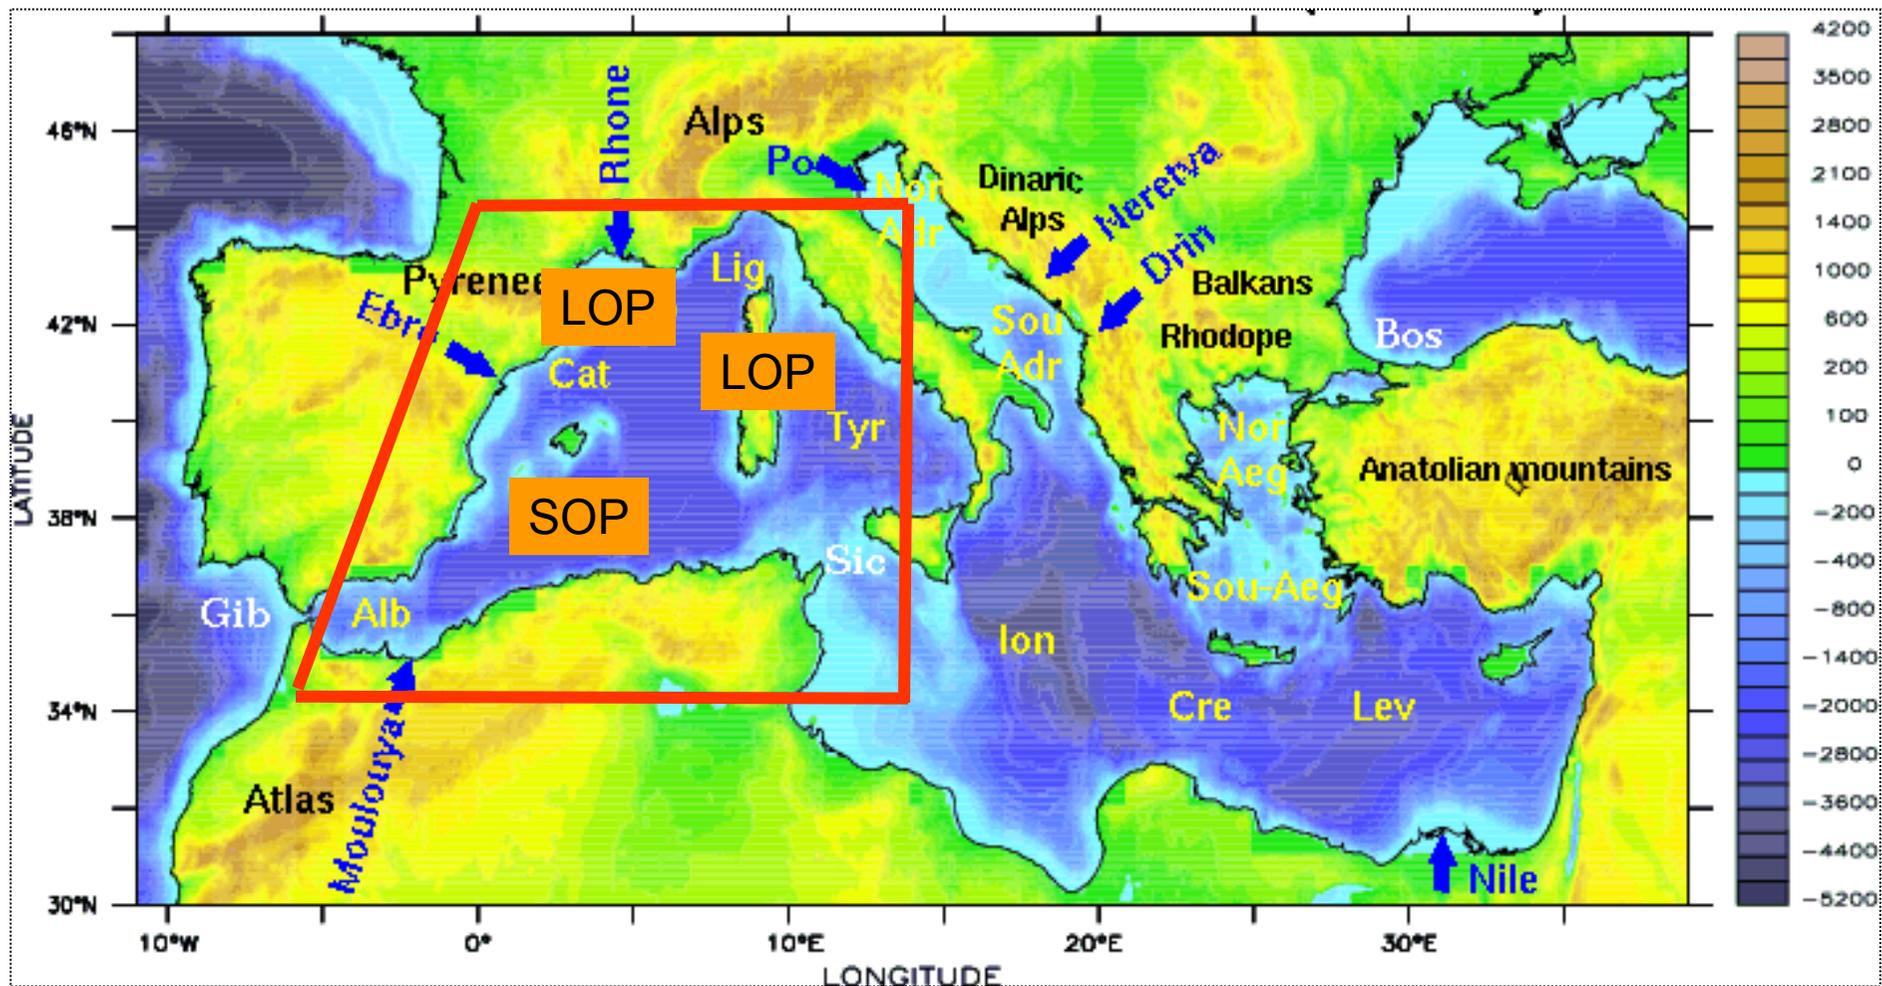 4200
3500
2800
2100
1400
1000
600
200
100
0
-200
-400
-800
-1400
-2000
-2800
-3600
-4400
-5200
Rhone
Alps
Po
Nor
Adr
Dinaric
Alps
Neretva
Drin
46°N
Pyrenee
Lig
LOP
Balkans
Ebr
42°N
Sou
Adr
Rhodope
Bos
Cat
LOP
Tyr
Nor
Aeg
Anatolian mountains
LATITUDE
38°N
SOP
Sic
Sou-Aeg
Gib
Alb
Ion
34°N
Cre
Lev
Moulouya
Atlas
Nile
30°N
10°W
0°
10°E
20°E
30°E
LONGITUDE